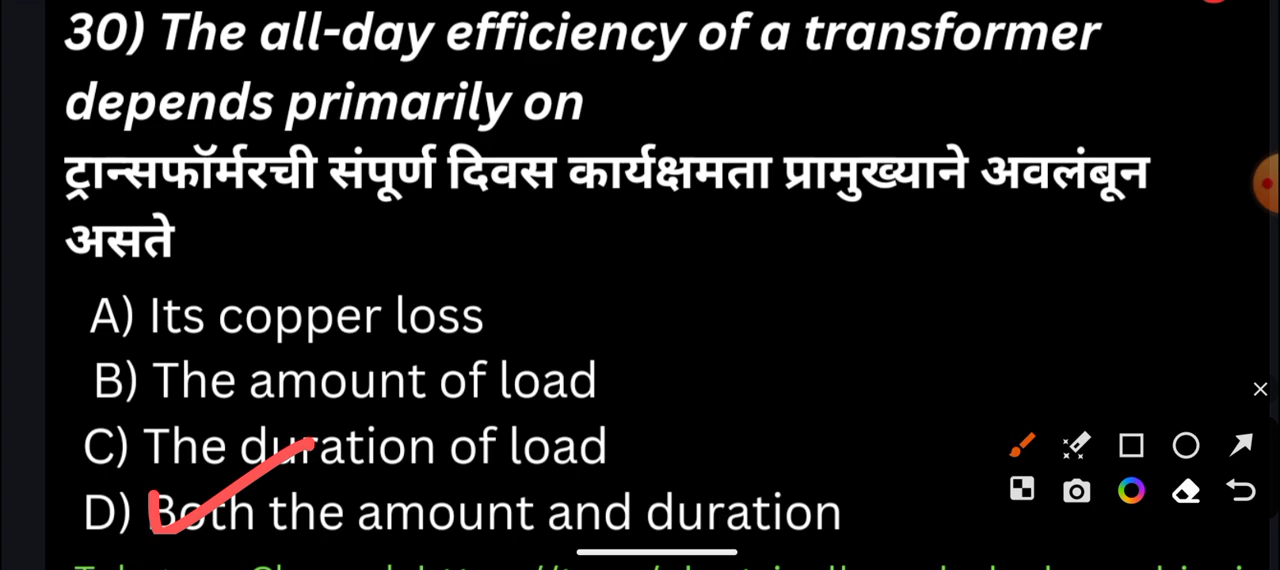 30) The all-day efficiency of a transformer
depends primarily on
ट्रान्सफॉर्मरची संपूर्ण दिवस कार्यक्षमता प्रामुख्याने अवलंबून
असते
A) Its copper loss
B) The amount of load
C) The duration of load
D) Both the amount and duration